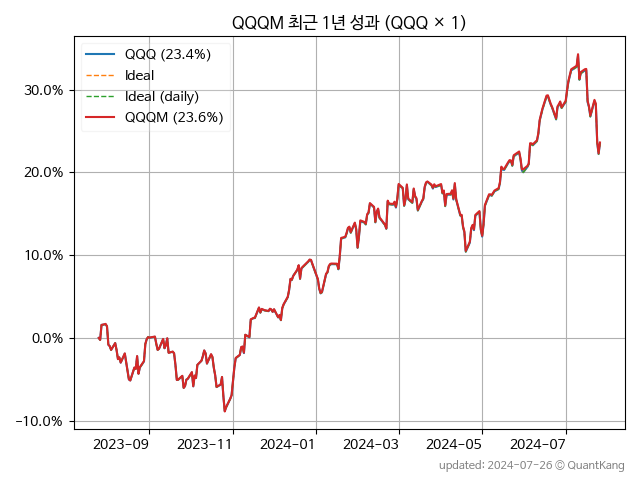 QQQM 최근 1년 성과 (QQQ × 1)
QQQ (23.4%)
Ideal
Ideal (daily)
QQQM (23.6%)
30.0%
20.0%
10.0%
0.0%
−10.0%
2023-09 2023-11 2024-01 2024-03 2024-05 2024-07
updated: 2024-07-26 © QuantKang